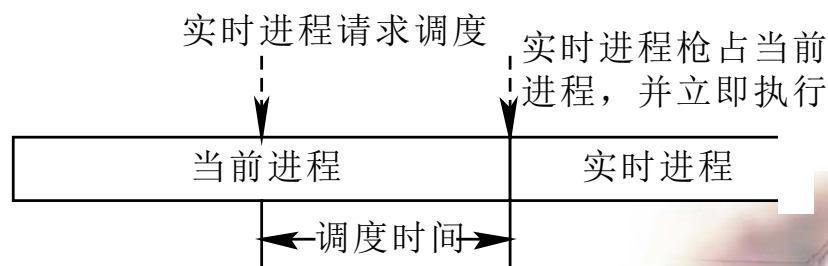 实时进程请求调度
实时进程枪占当前
进程，并立即执行
当前进程
实时进程
调度时间